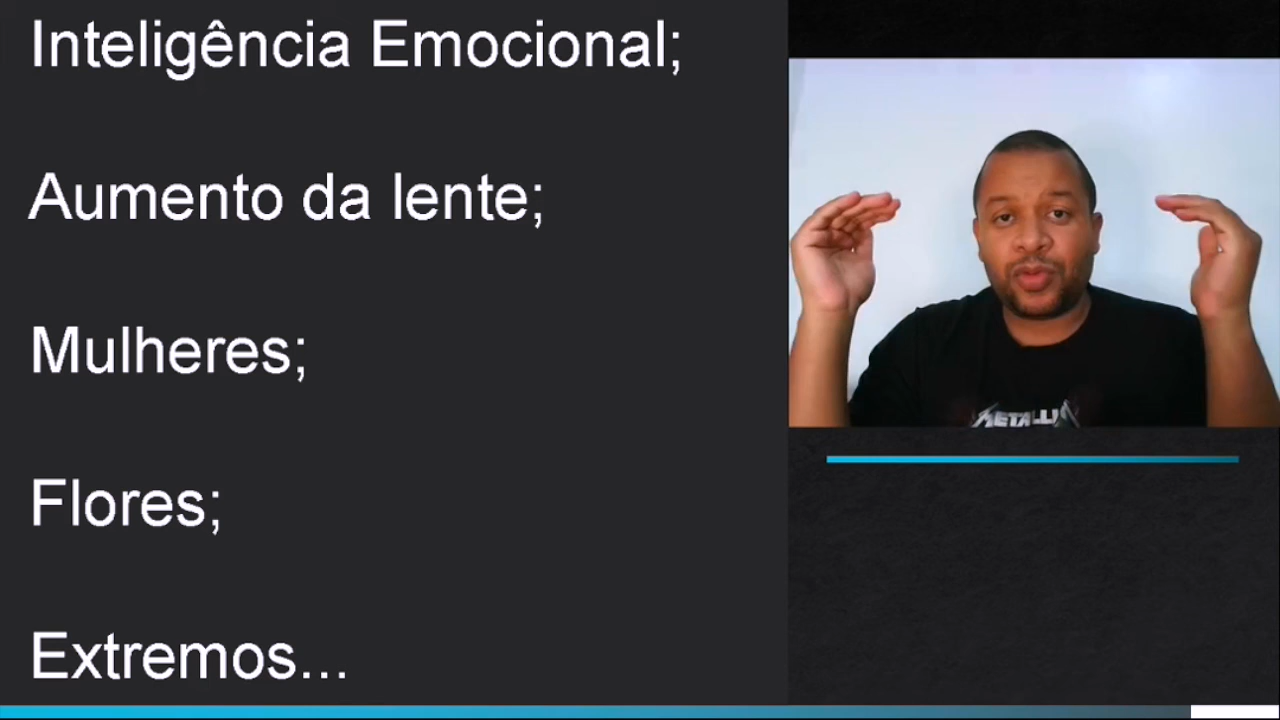 Inteligência Emocional;
Aumento da lente;
Mulheres;
Flores;
Extremos...